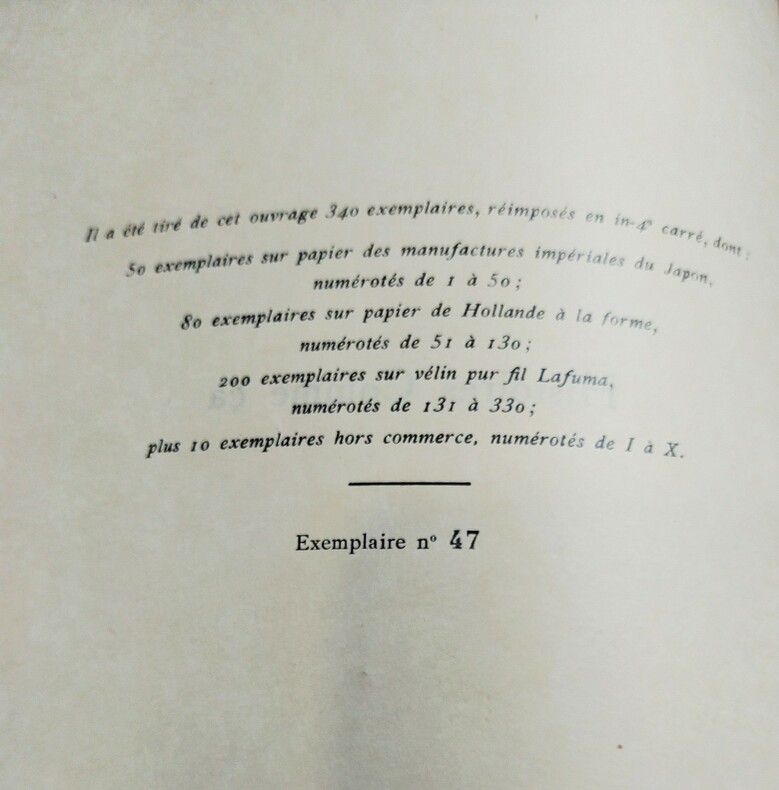 Il a été tiré de cet ouvrage 340 exemplaires, réimposés en in-4º carré, dont :
50 exemplaires sur papier des manufactures impériales du Japon,
numérotés de 1 à 50 ;
80 exemplaires sur papier de Hollande à la forme,
numérotés de 51 à 130 ;
200 exemplaires sur vélin pur fil Lafuma,
numérotés de 131 à 330 ;
plus 10 exemplaires hors commerce, numérotés de I à X.
Exemplaire nº 47